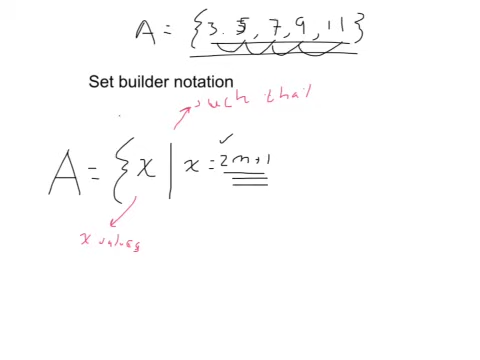 A = {3, 5, 7, 9, 11}
Set builder notation
such that
A = { x | x = 2n+1
x values